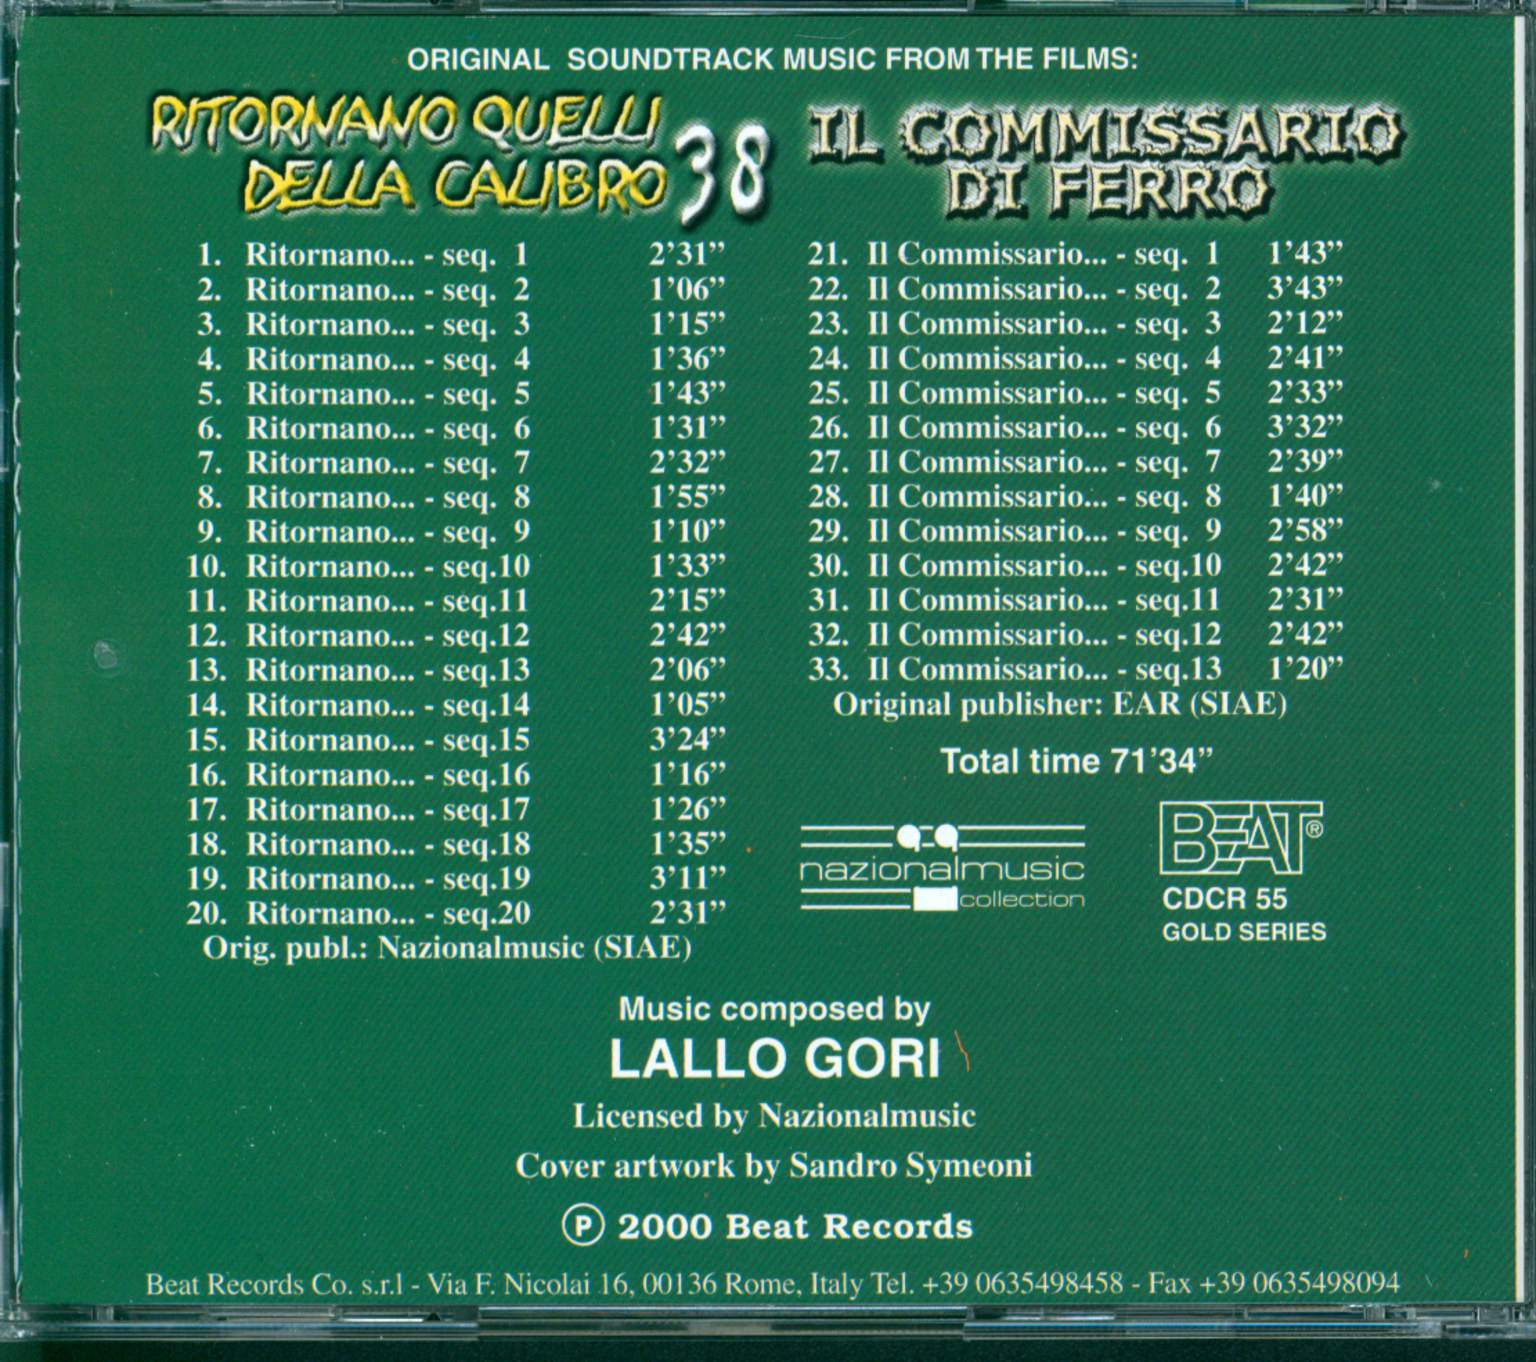 ORIGINAL SOUNDTRACK MUSIC FROM THE FILMS:
RITORNANO QUELLI
DELLA CALIBRO 38
1. Ritornano... - seq. 1 2’31”
2. Ritornano... - seq. 2 1’06”
3. Ritornano... - seq. 3 1’15”
4. Ritornano... - seq. 4 1’36”
5. Ritornano... - seq. 5 1’43”
6. Ritornano... - seq. 6 1’31”
7. Ritornano... - seq. 7 2’32”
8. Ritornano... - seq. 8 1’55”
9. Ritornano... - seq. 9 1’10”
10. Ritornano... - seq.10 1’33”
11. Ritornano... - seq.11 2’15”
12. Ritornano... - seq.12 2’42”
13. Ritornano... - seq.13 2’06”
14. Ritornano... - seq.14 1’05”
15. Ritornano... - seq.15 3’24”
16. Ritornano... - seq.16 1’16”
17. Ritornano... - seq.17 1’26”
18. Ritornano... - seq.18 1’35”
19. Ritornano... - seq.19 3’11”
20. Ritornano... - seq.20 2’31”
Orig. publ.: Nazionalmusic (SIAE)
IL COMMISSARIO
DI FERRO
21. Il Commissario... - seq. 1 1’43”
22. Il Commissario... - seq. 2 3’43”
23. Il Commissario... - seq. 3 2’12”
24. Il Commissario... - seq. 4 2’41”
25. Il Commissario... - seq. 5 2’33”
26. Il Commissario... - seq. 6 3’32”
27. Il Commissario... - seq. 7 2’39”
28. Il Commissario... - seq. 8 1’40”
29. Il Commissario... - seq. 9 2’58”
30. Il Commissario... - seq.10 2’42”
31. Il Commissario... - seq.11 2’31”
32. Il Commissario... - seq.12 2’42”
33. Il Commissario... - seq.13 1’20”
Original publisher: EAR (SIAE)
Total time 71’34”
nazionalmusic
collection
BEAT®
CDCR 55
GOLD SERIES
Music composed by
LALLO GORI
Licensed by Nazionalmusic
Cover artwork by Sandro Symeoni
℗ 2000 Beat Records
Beat Records Co. s.r.l - Via F. Nicolai 16, 00136 Rome, Italy Tel. +39 0635498458 - Fax +39 0635498094